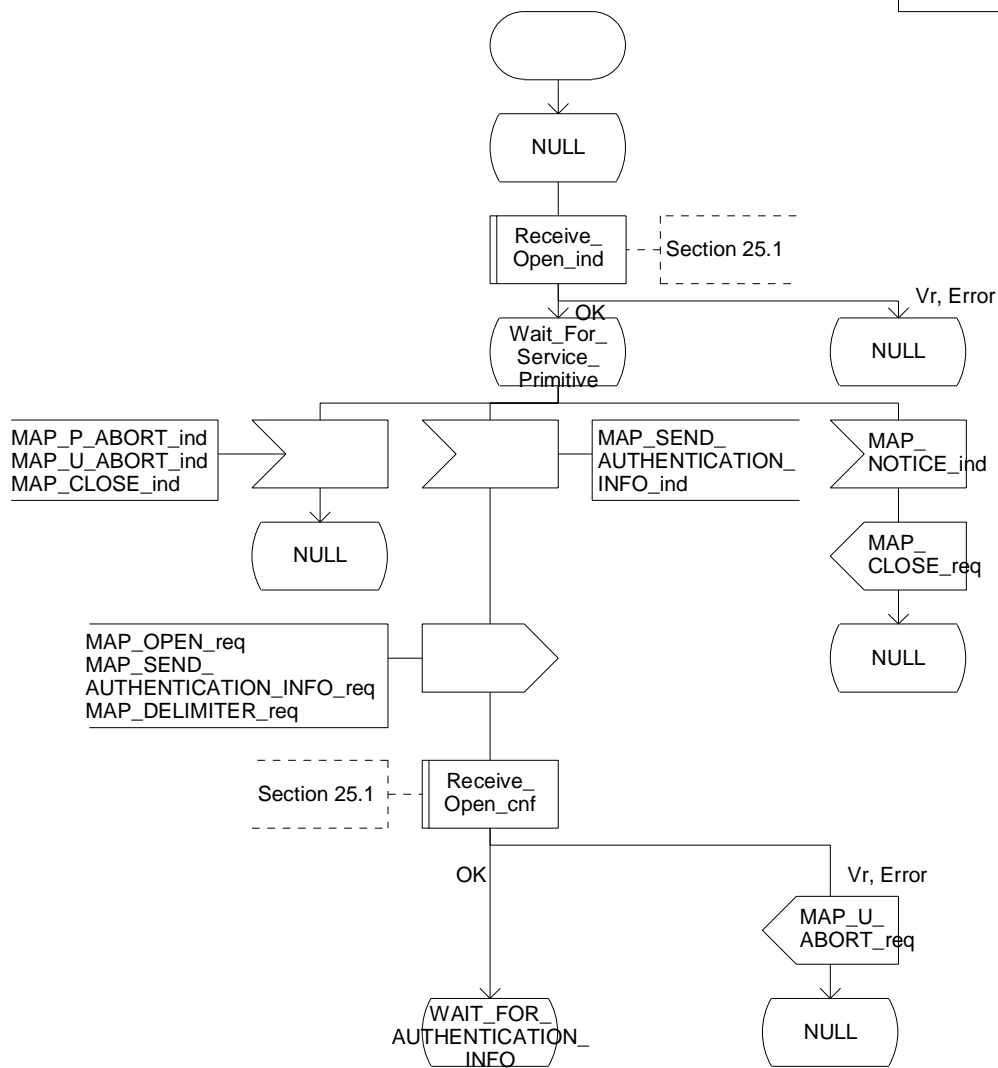 NULL
Receive_
Open_ind
Section 25.1
Vr, Error
OK
Wait_For_
Service_
Primitive
NULL
MAP_P_ABORT_ind
MAP_U_ABORT_ind
MAP_CLOSE_ind
MAP_SEND_
AUTHENTICATION_
INFO_ind
MAP_
NOTICE_ind
NULL
MAP_
CLOSE_req
MAP_OPEN_req
MAP_SEND_
AUTHENTICATION_INFO_req
MAP_DELIMITER_req
NULL
Section 25.1
Receive_
Open_cnf
OK
Vr, Error
MAP_U_
ABORT_req
WAIT_FOR_
AUTHENTICATION_
INFO
NULL